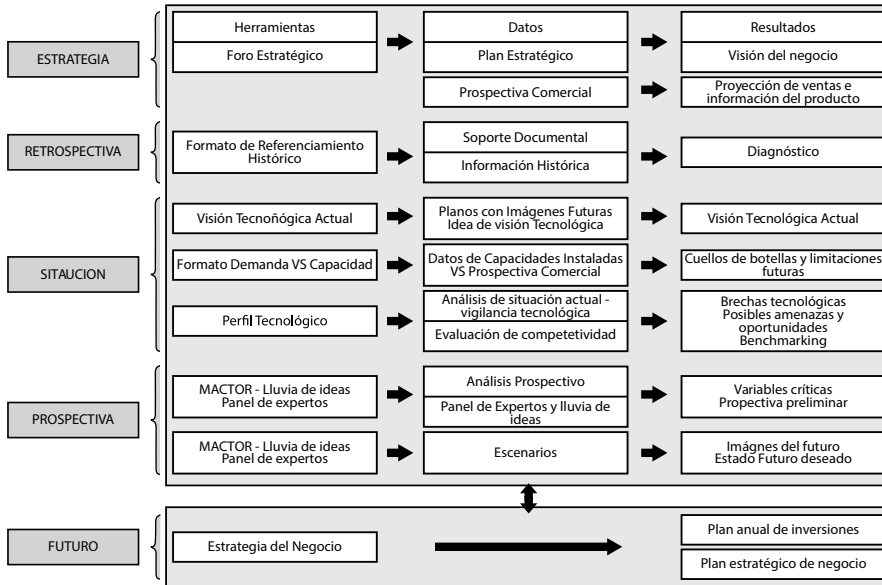 ESTRATEGIA
Herramientas
Datos
Resultados
Foro Estratégico
Plan Estratégico
Visión del negocio
Prospectiva Comercial
Proyección de ventas e
información del producto
RETROSPECTIVA
Formato de Referenciamiento
Histórico
Soporte Documental
Información Histórica
Diagnóstico
SITAUCION
Visión Tecnoñógica Actual
Planos con Imágenes Futuras
Idea de visión Tecnológica
Visión Tecnológica Actual
Formato Demanda VS Capacidad
Datos de Capacidades Instaladas
VS Prospectiva Comercial
Cuellos de botellas y limitaciones
futuras
Perfil Tecnológico
Análisis de situación actual -
vigilancia tecnológica
Evaluación de competetividad
Brechas tecnológicas
Posibles amenazas y
oportunidades
Benchmarking
PROSPECTIVA
MACTOR - Lluvia de ideas
Panel de expertos
Análisis Prospectivo
Panel de Expertos y lluvia de
ideas
Variables críticas
Propectiva preliminar
MACTOR - Lluvia de ideas
Panel de expertos
Escenarios
Imágnes del futuro
Estado Futuro deseado
FUTURO
Estrategia del Negocio
Plan anual de inversiones
Plan estratégico de negocio